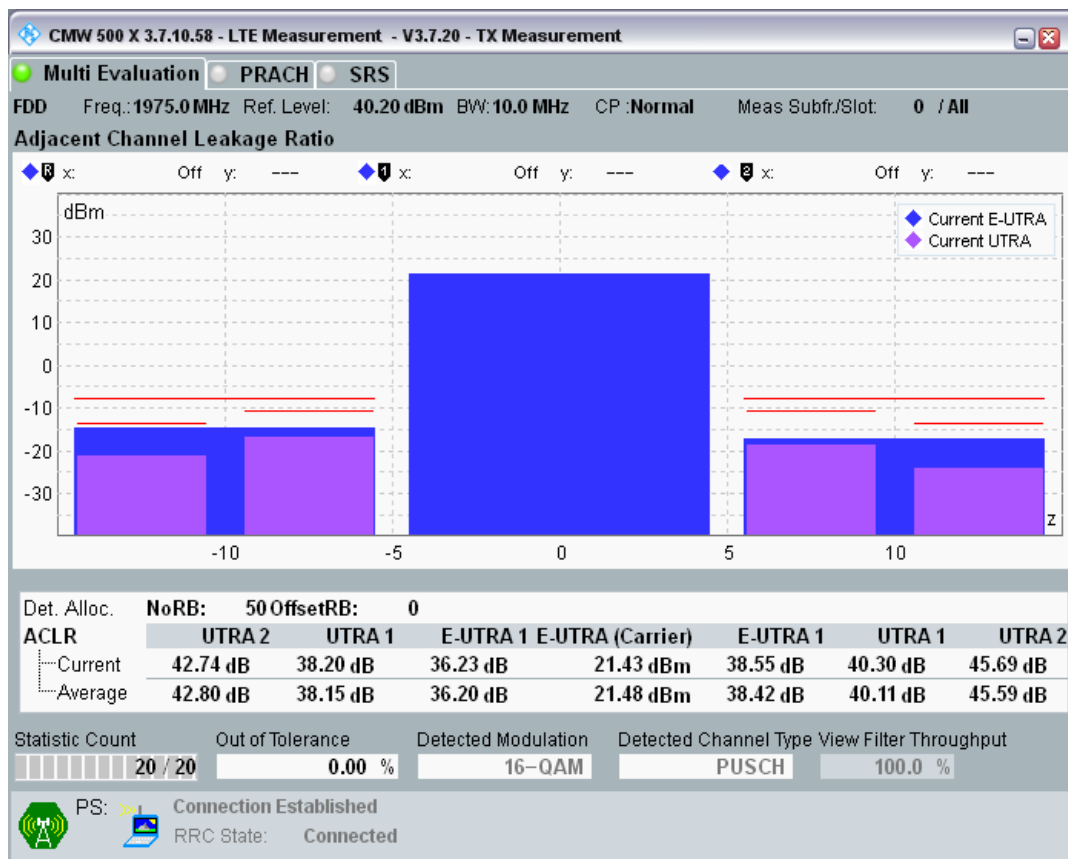 CMW 500 X 3.7.10.58 - LTE Measurement - V3.7.20 - TX Measurement
Multi Evaluation PRACH SRS
FDD Freq.:1975.0 MHz Ref. Level: 40.20 dBm BW:10.0 MHz CP :Normal Meas Subfr./Slot: 0 / All
Adjacent Channel Leakage Ratio
R x: Off y: --- 1 x: Off y: --- 2 x: Off y: ---
dBm
Current E-UTRA
Current UTRA
30
20
10
0
-10
-20
-30
z
-10 -5 0 5 10
Det. Alloc. NoRB: 50 OffsetRB: 0
ACLR UTRA 2 UTRA 1 E-UTRA 1 E-UTRA (Carrier) E-UTRA 1 UTRA 1 UTRA 2
Current 42.74 dB 38.20 dB 36.23 dB 21.43 dBm 38.55 dB 40.30 dB 45.69 dB
Average 42.80 dB 38.15 dB 36.20 dB 21.48 dBm 38.42 dB 40.11 dB 45.59 dB
Statistic Count Out of Tolerance Detected Modulation Detected Channel Type View Filter Throughput
20 / 20 0.00 % 16-QAM PUSCH 100.0 %
PS: Connection Established
RRC State: Connected